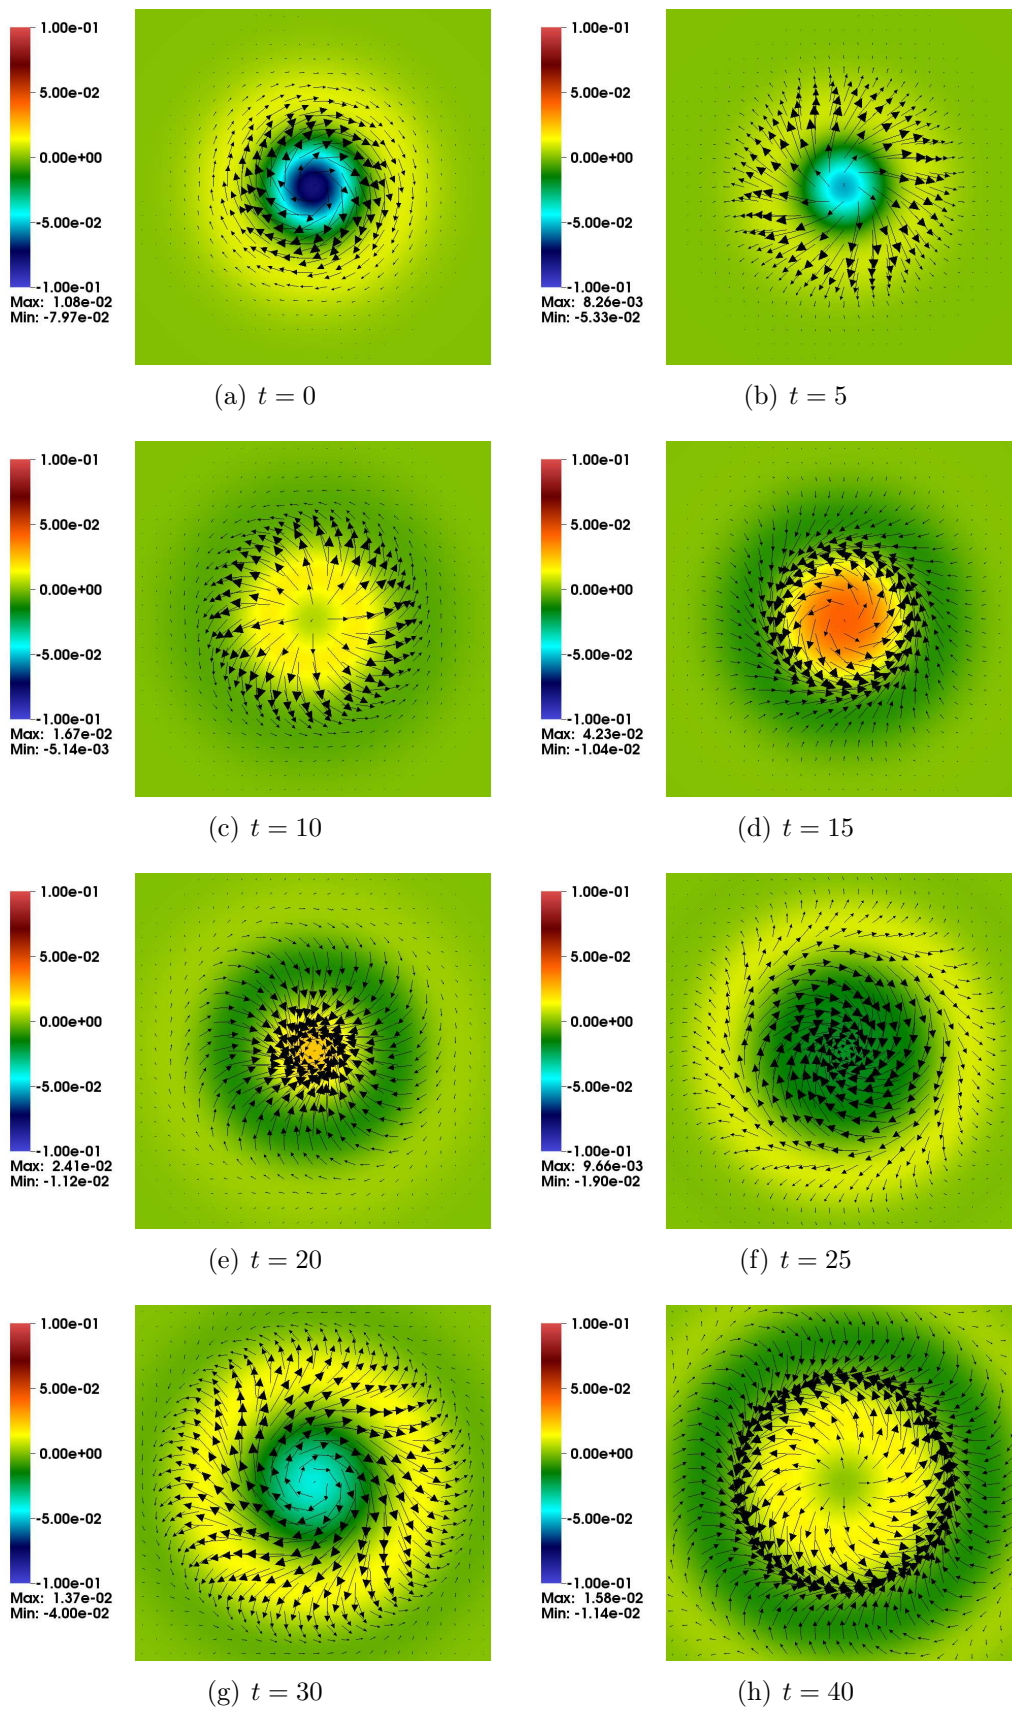 1.00e-01
5.00e-02
0.00e+00
-5.00e-02
-1.00e-01
Max: 1.08e-02
Min: -7.97e-02
(a) t = 0
1.00e-01
5.00e-02
0.00e+00
-5.00e-02
-1.00e-01
Max: 8.26e-03
Min: -5.33e-02
(b) t = 5
1.00e-01
5.00e-02
0.00e+00
-5.00e-02
-1.00e-01
Max: 1.67e-02
Min: -5.14e-03
(c) t = 10
1.00e-01
5.00e-02
0.00e+00
-5.00e-02
-1.00e-01
Max: 4.23e-02
Min: -1.04e-02
(d) t = 15
1.00e-01
5.00e-02
0.00e+00
-5.00e-02
-1.00e-01
Max: 2.41e-02
Min: -1.12e-02
(e) t = 20
1.00e-01
5.00e-02
0.00e+00
-5.00e-02
-1.00e-01
Max: 9.66e-03
Min: -1.90e-02
(f) t = 25
1.00e-01
5.00e-02
0.00e+00
-5.00e-02
-1.00e-01
Max: 1.37e-02
Min: -4.00e-02
(g) t = 30
1.00e-01
5.00e-02
0.00e+00
-5.00e-02
-1.00e-01
Max: 1.58e-02
Min: -1.14e-02
(h) t = 40